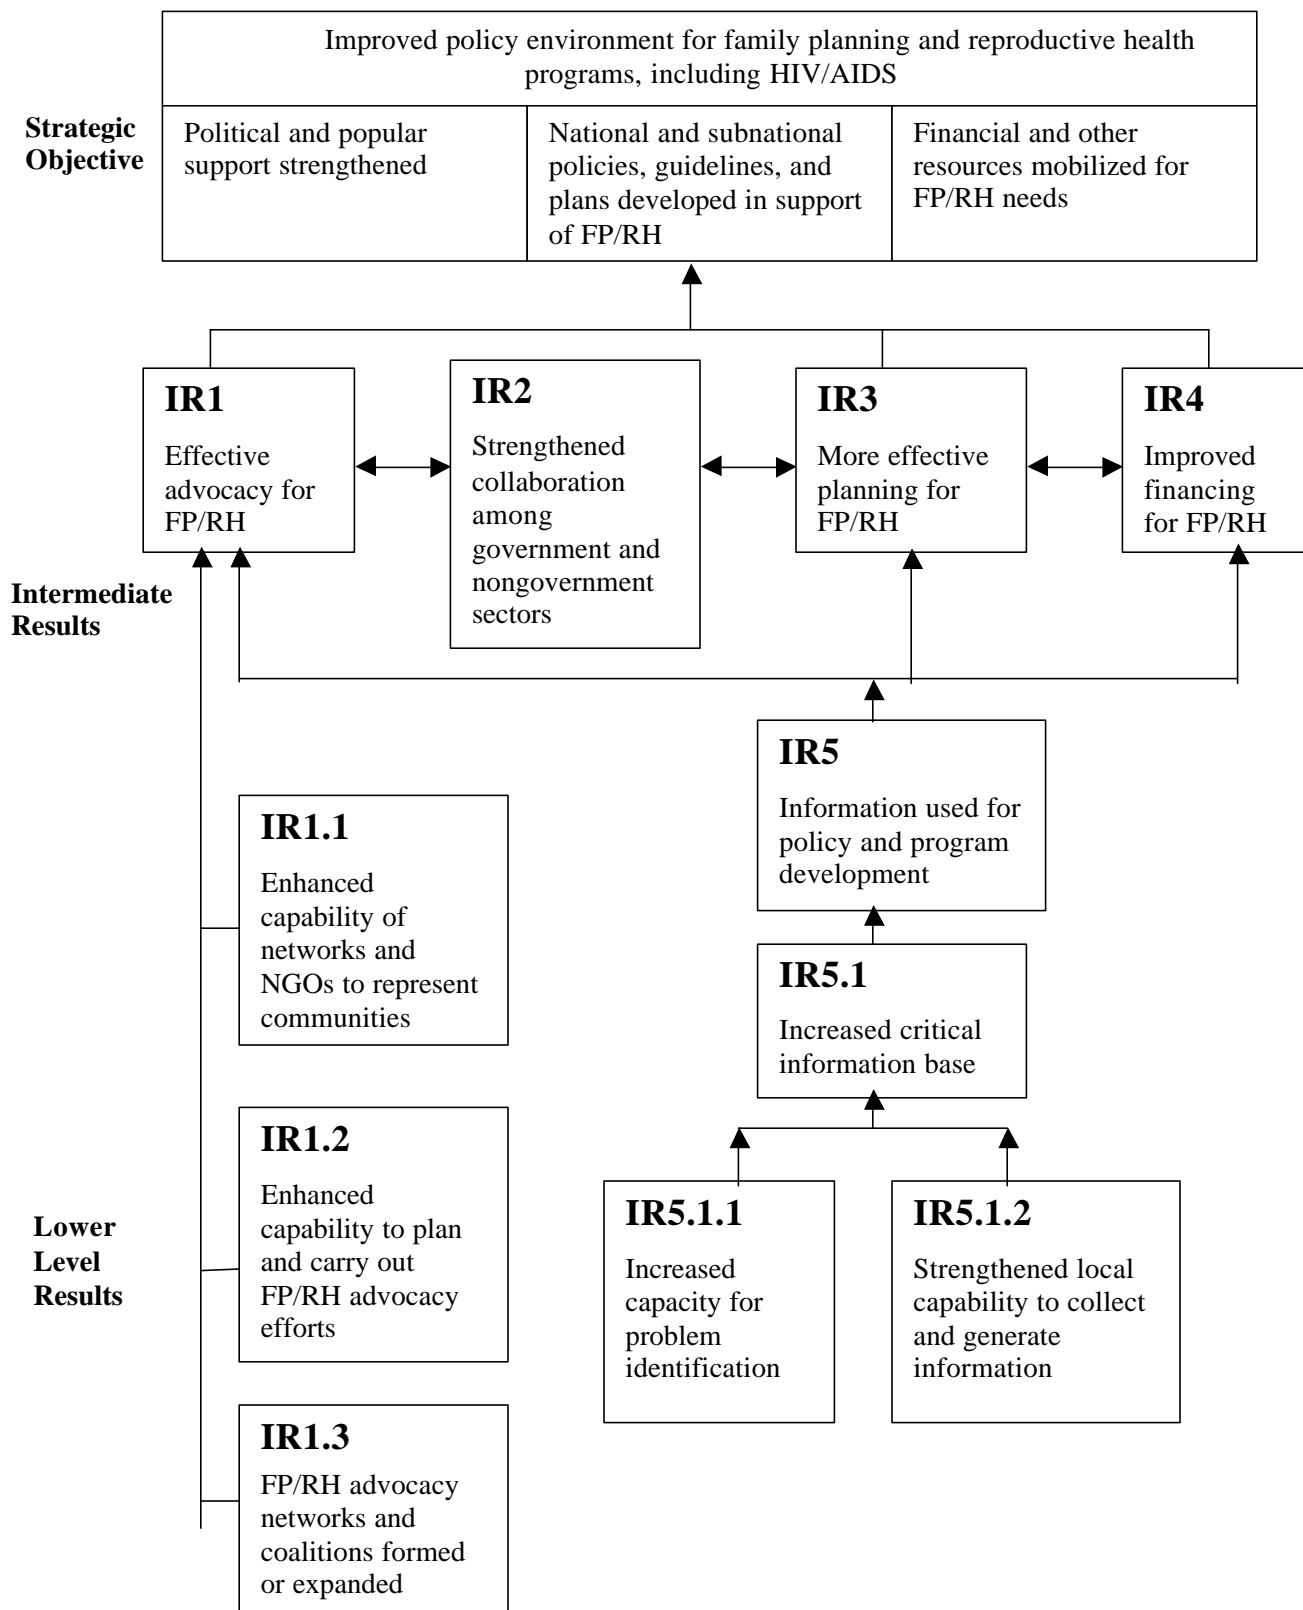 Improved policy environment for family planning and reproductive health
programs, including HIV/AIDS
Strategic
Objective
Political and popular
support strengthened
National and subnational
policies, guidelines, and
plans developed in support
of FP/RH
Financial and other
resources mobilized for
FP/RH needs
IR1
Effective
advocacy for
FP/RH
IR2
Strengthened
collaboration
among
government and
nongovernment
sectors
IR3
More effective
planning for
FP/RH
IR4
Improved
financing
for FP/RH
Intermediate
Results
IR5
Information used for
policy and program
development
IR1.1
Enhanced
capability of
networks and
NGOs to represent
communities
IR5.1
Increased critical
information base
IR1.2
Enhanced
capability to plan
and carry out
FP/RH advocacy
efforts
IR5.1.1
Increased
capacity for
problem
identification
IR5.1.2
Strengthened local
capability to collect
and generate
information
Lower
Level
Results
IR1.3
FP/RH advocacy
networks and
coalitions formed
or expanded